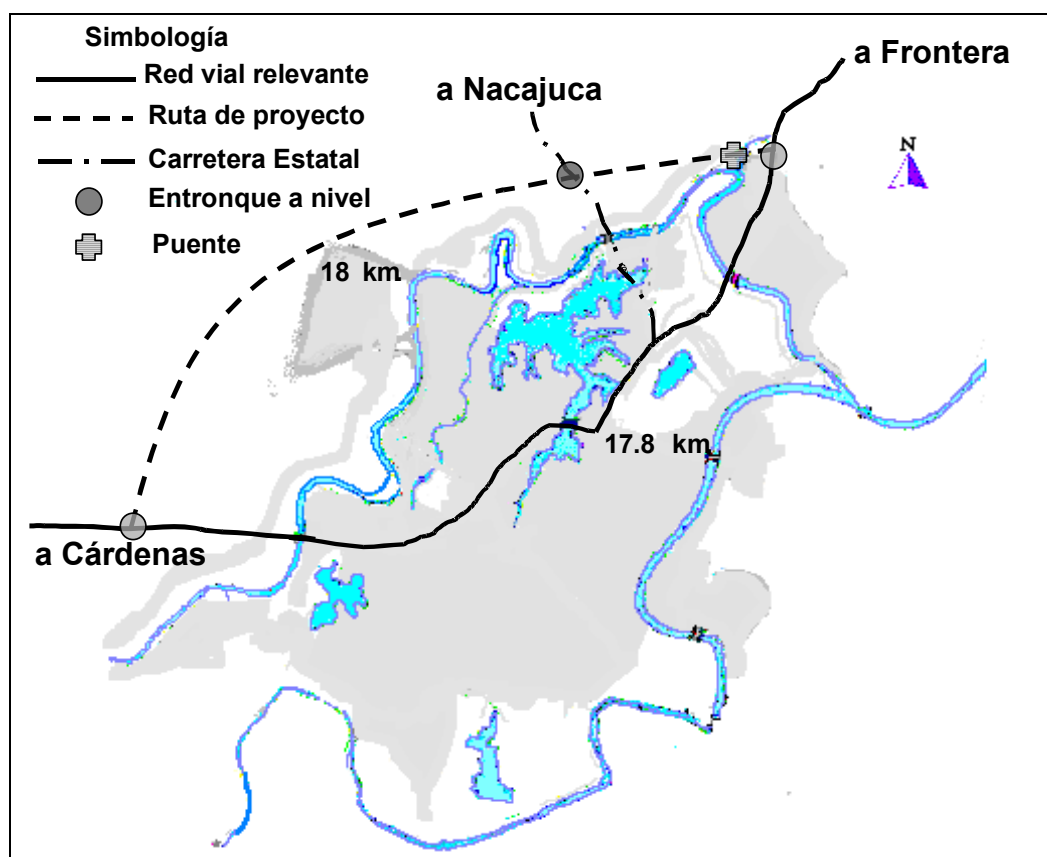 Simbología
Red vial relevante
Ruta de proyecto
Carretera Estatal
Entronque a nivel
Puente
a Nacajuca
a Frontera
N
18 km
17.8 km
a Cárdenas